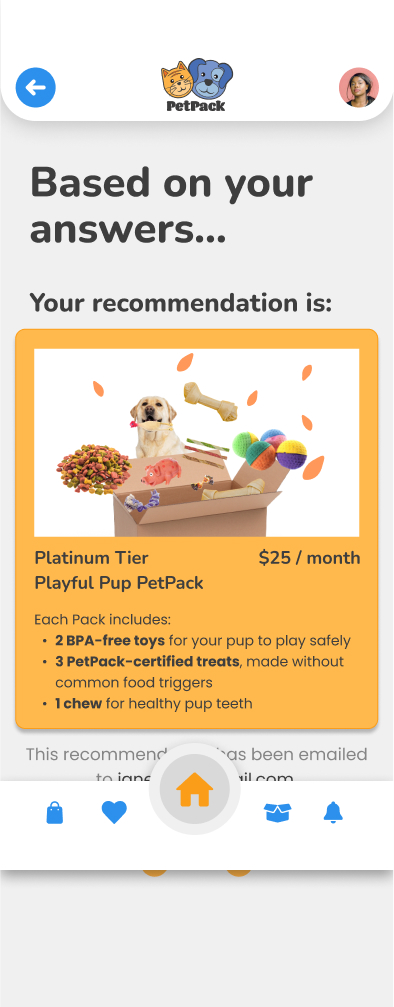 PetPack
Based on your
answers...
Your recommendation is:
Platinum Tier
$25 / month
Playful Pup PetPack
Each Pack includes:
• 2 BPA-free toys for your pup to play safely
• 3 PetPack-certified treats, made without
common food triggers
• 1 chew for healthy pup teeth
This has been emailed
to